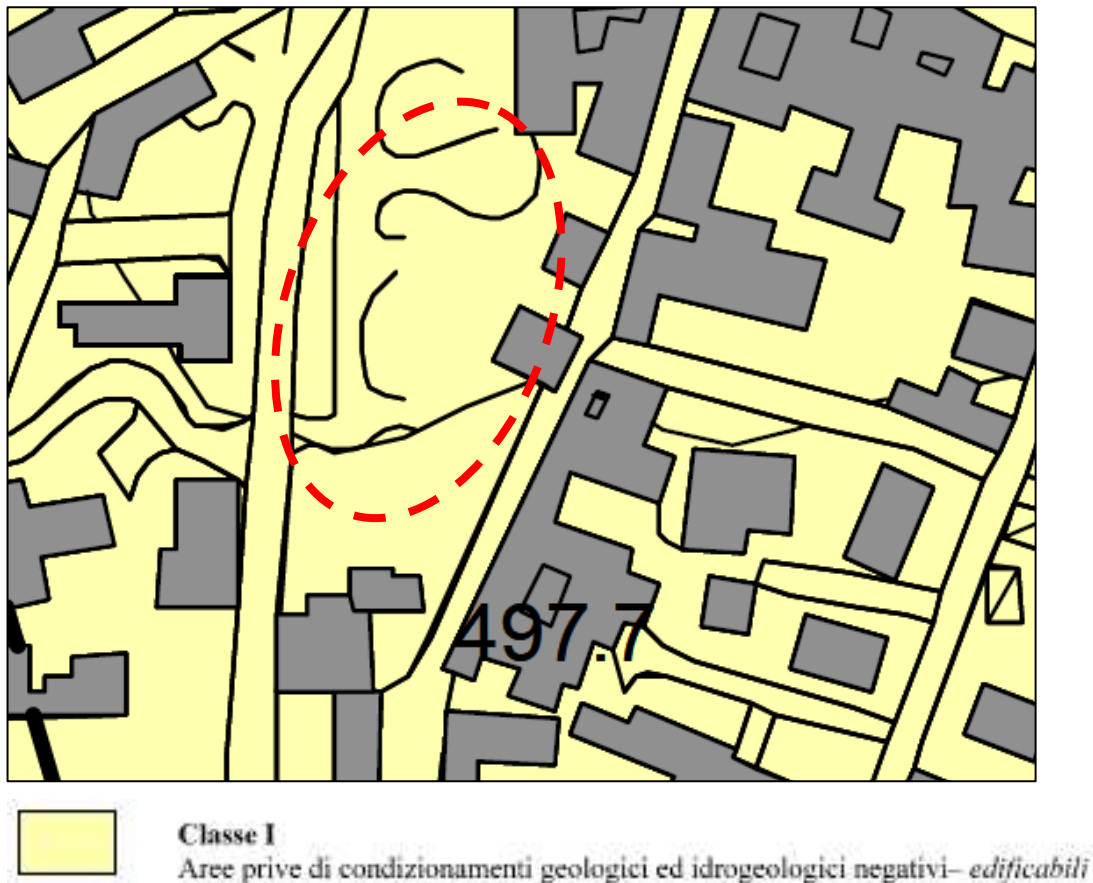 497.7
Classe I
Aree prive di condizionamenti geologici ed idrogeologici negativi– edificabili